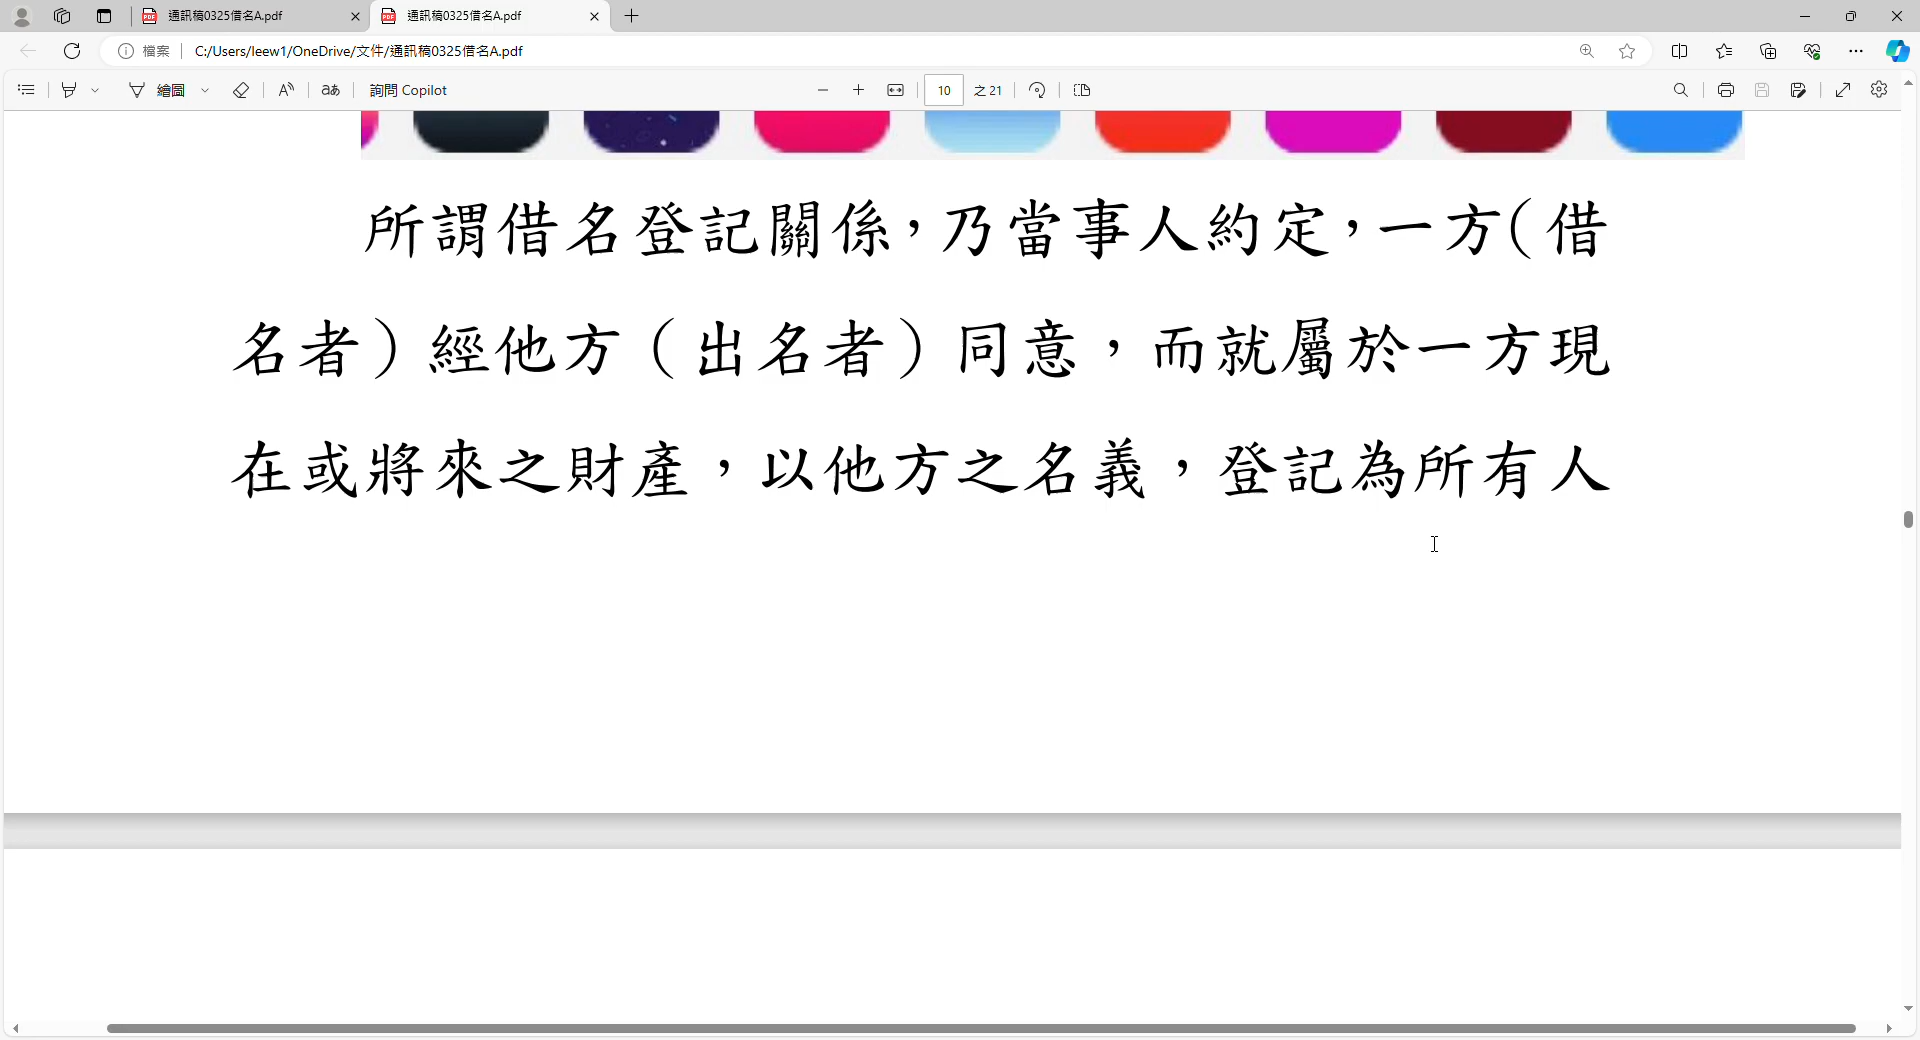 通訊稿0325借名A.pdf
通訊稿0325借名A.pdf
檔案 C:/Users/leew1/OneDrive/文件/通訊稿0325借名A.pdf
繪圖 A aあ 詢問 Copilot 10 之 21
所謂借名登記關係，乃當事人約定，一方(借
名者）經他方（出名者）同意，而就屬於一方現
在或將來之財產，以他方之名義，登記為所有人